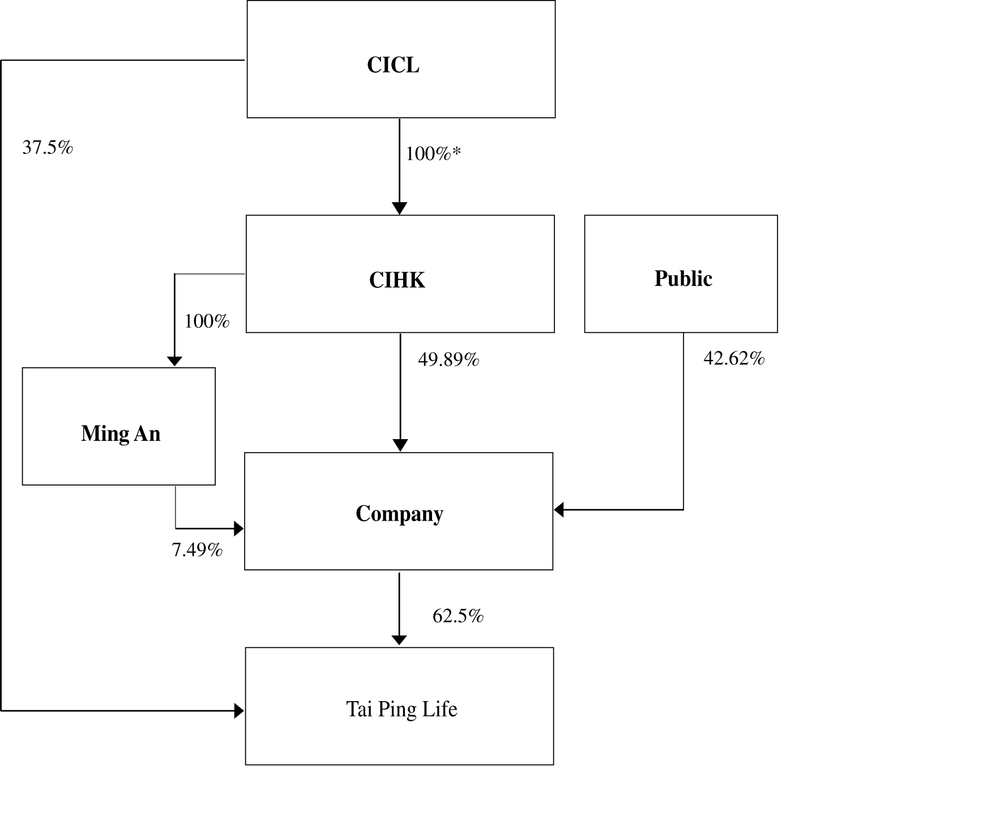 CICL
37.5%
100%*
CIHK
Public
100%
49.89%
42.62%
Ming An
Company
7.49%
62.5%
Tai Ping Life